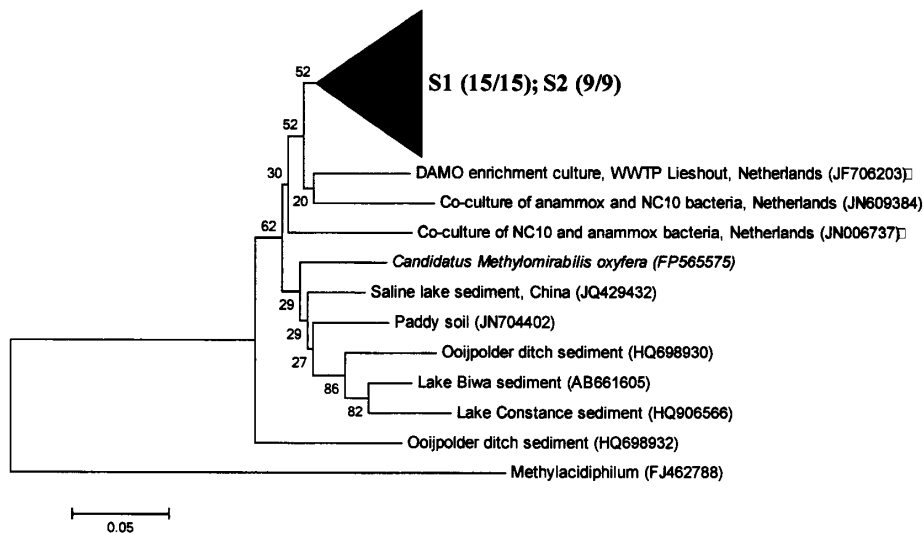 52
S1 (15/15); S2 (9/9)
52
DAMO enrichment culture, WWTP Lieshout, Netherlands (JF706203)□
30
20
Co-culture of anammox and NC10 bacteria, Netherlands (JN609384)
62
Co-culture of NC10 and anammox bacteria, Netherlands (JN006737)□
Candidatus Methylomirabilis oxyfera (FP565575)
29
Saline lake sediment, China (JQ429432)
29
Paddy soil (JN704402)
27
Ooijpolder ditch sediment (HQ698930)
86
Lake Biwa sediment (AB661605)
82
Lake Constance sediment (HQ906566)
Ooijpolder ditch sediment (HQ698932)
Methylacidiphilum (FJ462788)
0.05